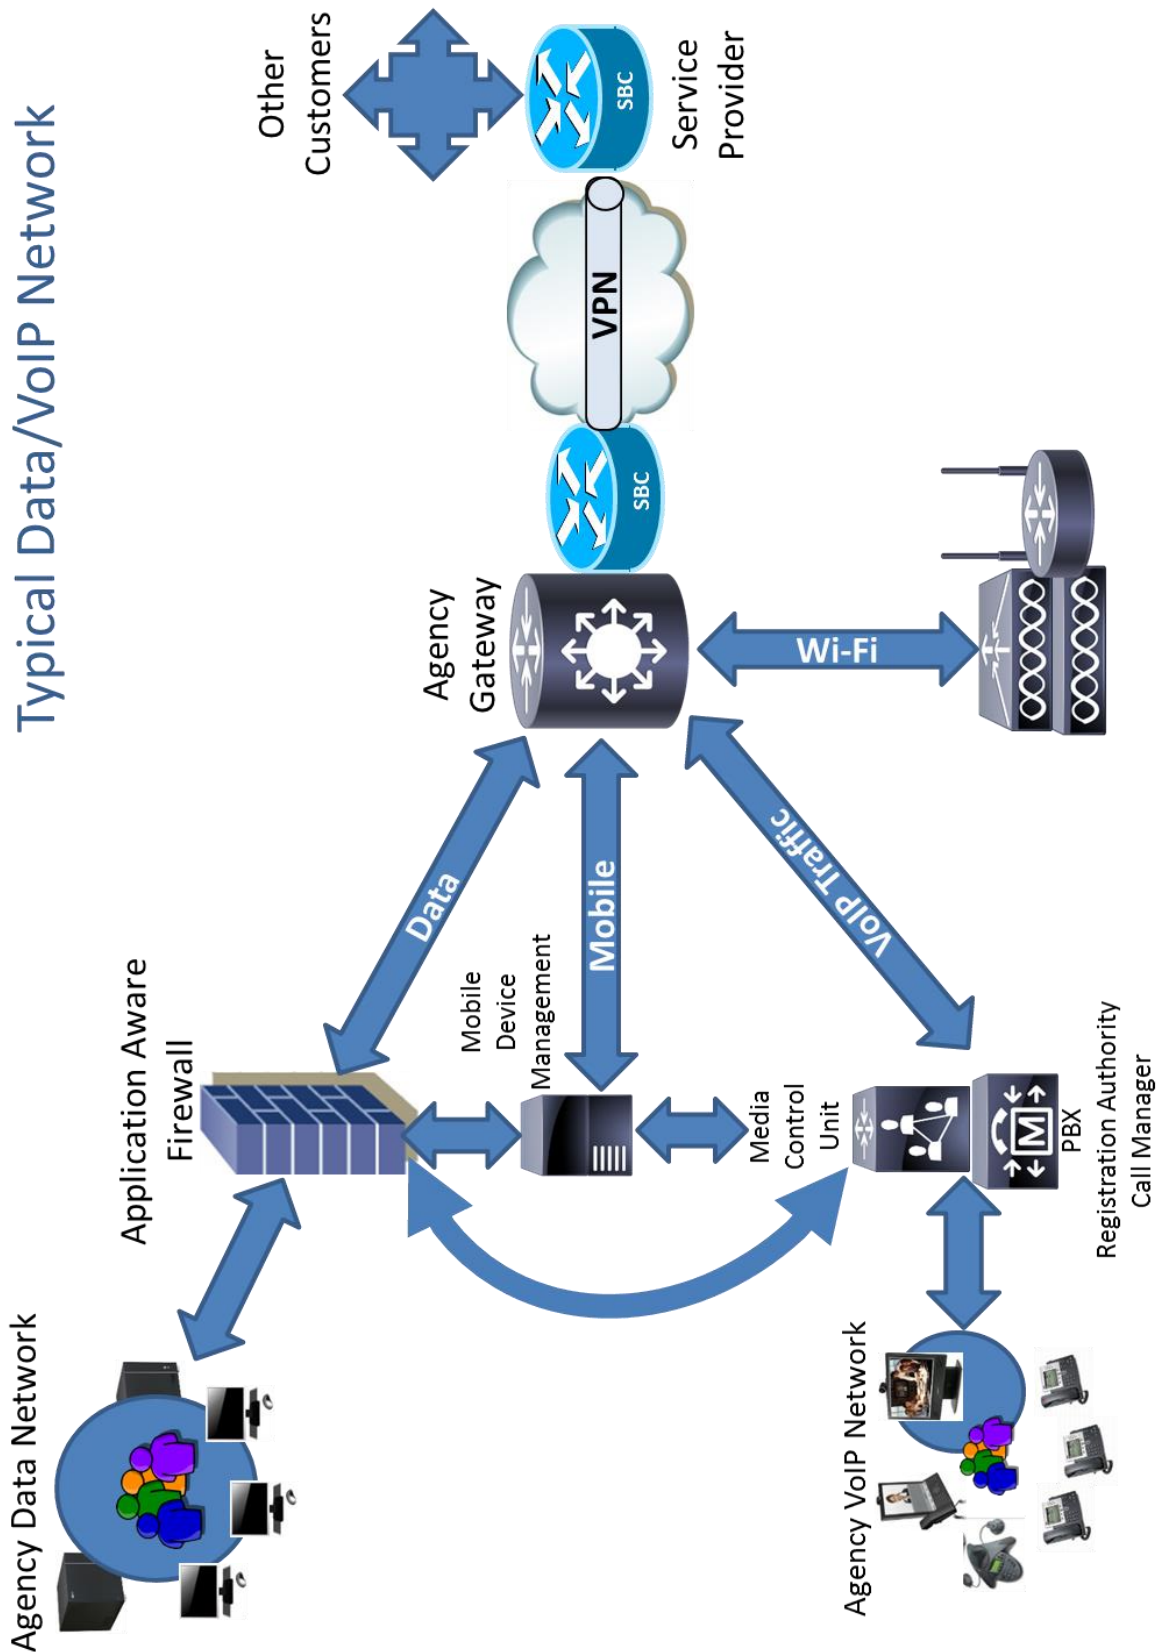 Typical Data/VoIP Network
Agency Data Network
Application Aware
Firewall
Data
Agency
Gateway
Other
Customers
SBC
VPN
SBC
Service
Provider
Mobile
Device
Management
Mobile
Wi-Fi
VoIP Traffic
Media
Control
Unit
M
PBX
Registration Authority
Call Manager
Agency VoIP Network